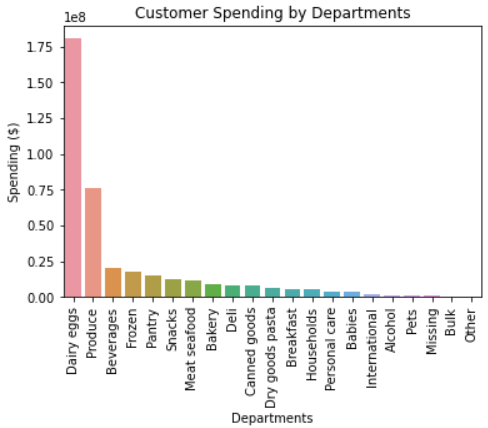 Customer Spending by Departments
1e8
1.75
1.50
1.25
1.00
0.75
0.50
0.25
0.00
Spending ($)
Dairy eggs
Produce
Beverages
Frozen
Pantry
Snacks
Meat seafood
Bakery
Deli
Canned goods
Dry goods pasta
Breakfast
Households
Personal care
Babies
International
Alcohol
Pets
Missing
Bulk
Other
Departments